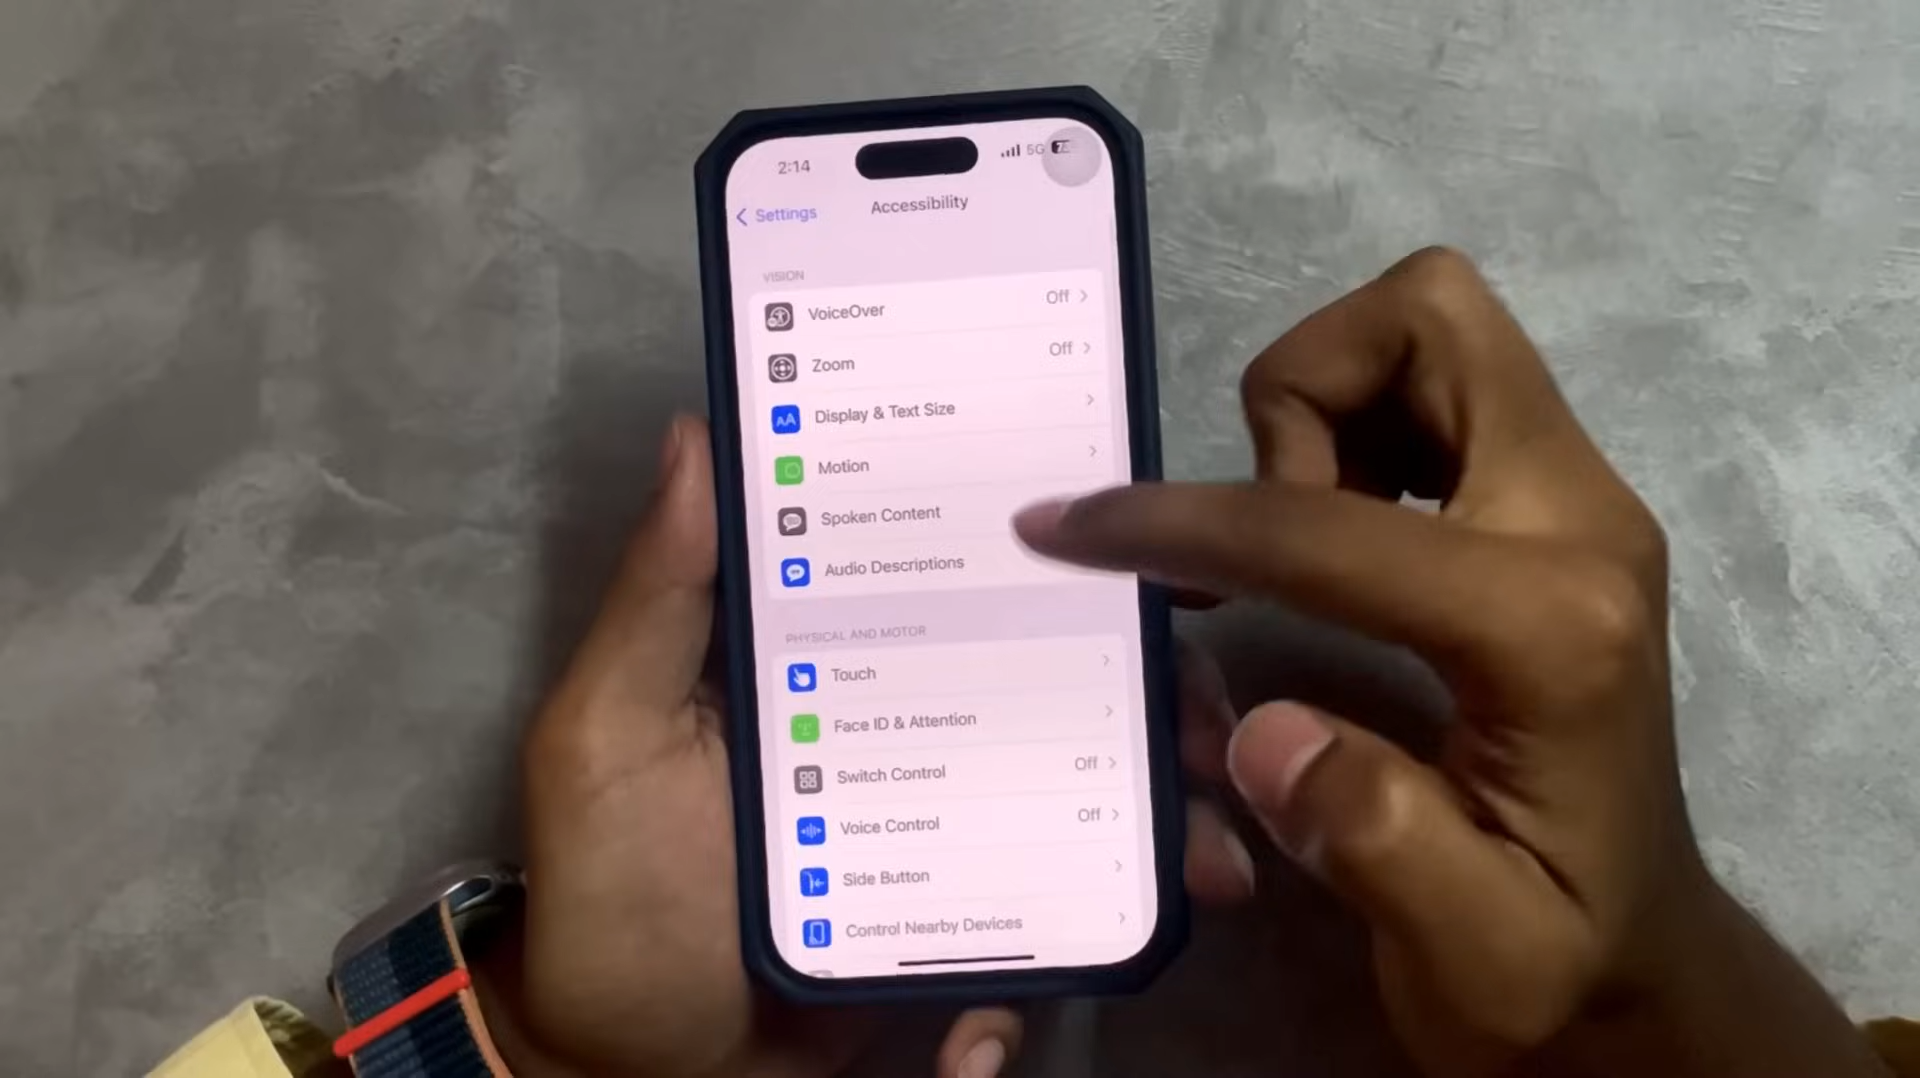 2:14 5G
Settings Accessibility
VISION
VoiceOver Off
Zoom Off
AA Display & Text Size
Motion
Spoken Content
Audio Descriptions
PHYSICAL AND MOTOR
Touch
Face ID & Attention
Switch Control Off
Voice Control Off
Side Button
Control Nearby Devices